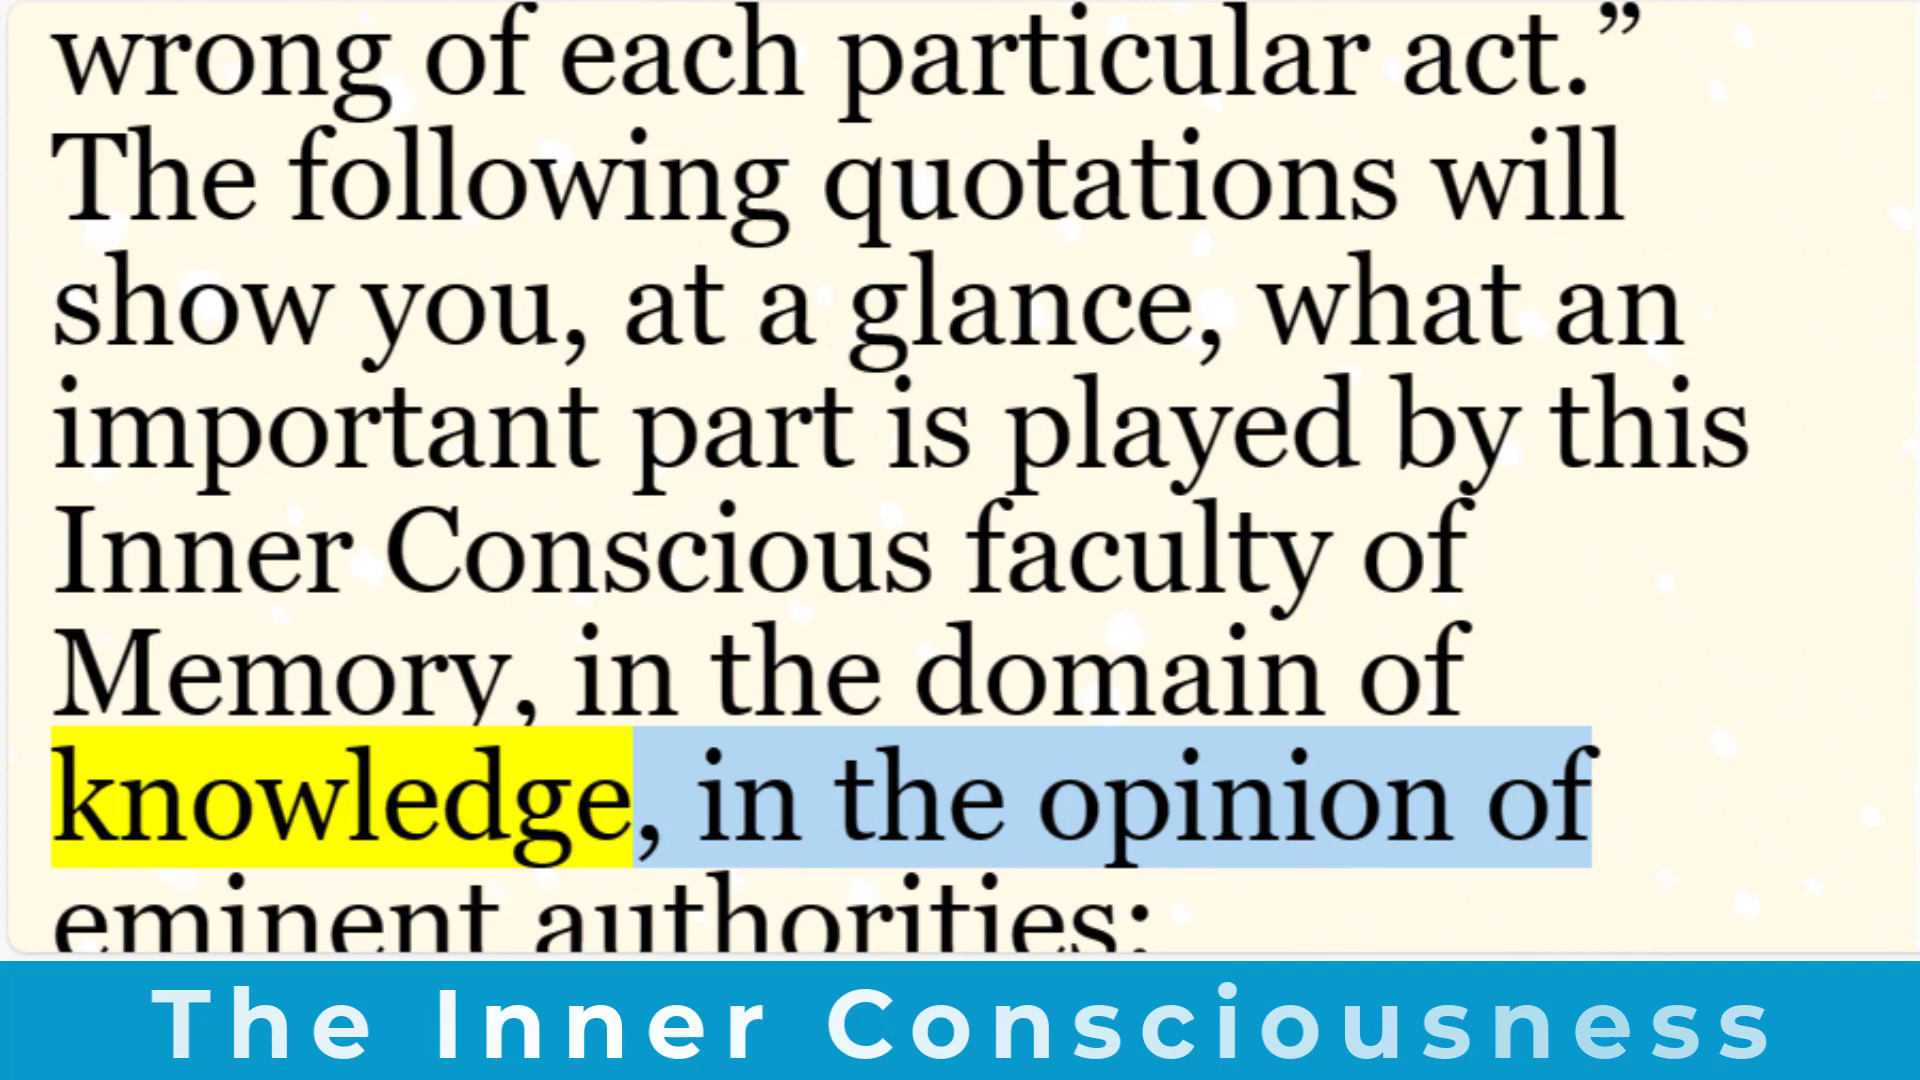 wrong of each particular act.”
The following quotations will
show you, at a glance, what an
important part is played by this
Inner Conscious faculty of
Memory, in the domain of
knowledge, in the opinion of
eminent authorities:
The Inner Consciousness